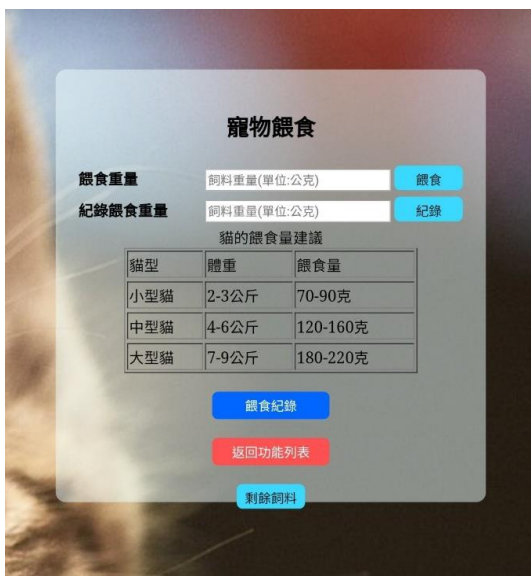 寵物餵食
餵食重量 飼料重量(單位:公克) 餵食
紀錄餵食重量 飼料重量(單位:公克) 紀錄
貓的餵食量建議
貓型 體重 餵食量
小型貓 2-3公斤 70-90克
中型貓 4-6公斤 120-160克
大型貓 7-9公斤 180-220克
餵食紀錄
返回功能列表
剩餘飼料